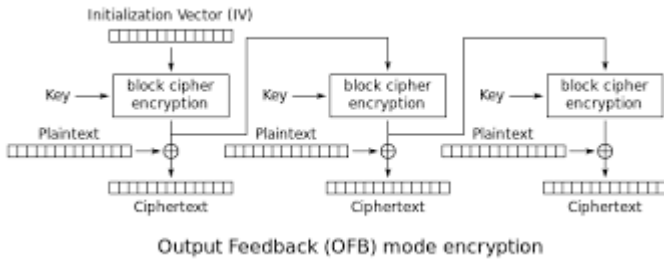 Initialization Vector (IV)
Key
block cipher
encryption
Key
block cipher
encryption
Key
block cipher
encryption
Plaintext
Plaintext
Plaintext
Ciphertext
Ciphertext
Ciphertext
Output Feedback (OFB) mode encryption